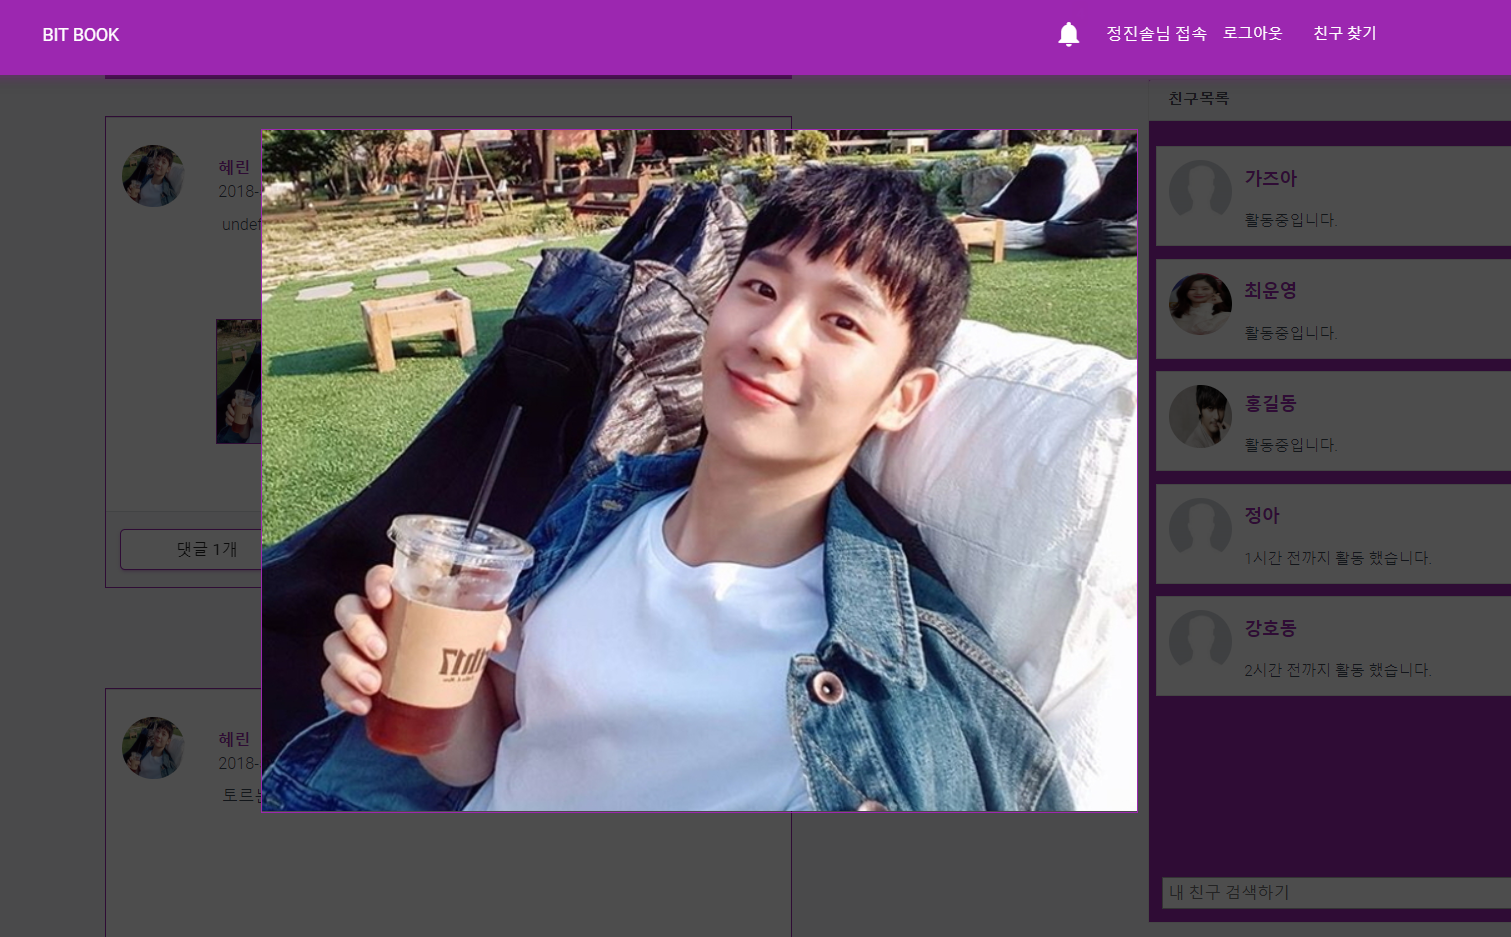 BIT BOOK
정진솔님 접속
로그아웃
친구 찾기
친구목록
혜린
2018-
undef
댓글 1개
혜린
2018-
토르
가즈아
활동중입니다.
최운영
활동중입니다.
홍길동
활동중입니다.
정아
1시간 전까지 활동 했습니다.
강호동
2시간 전까지 활동 했습니다.
내 친구 검색하기